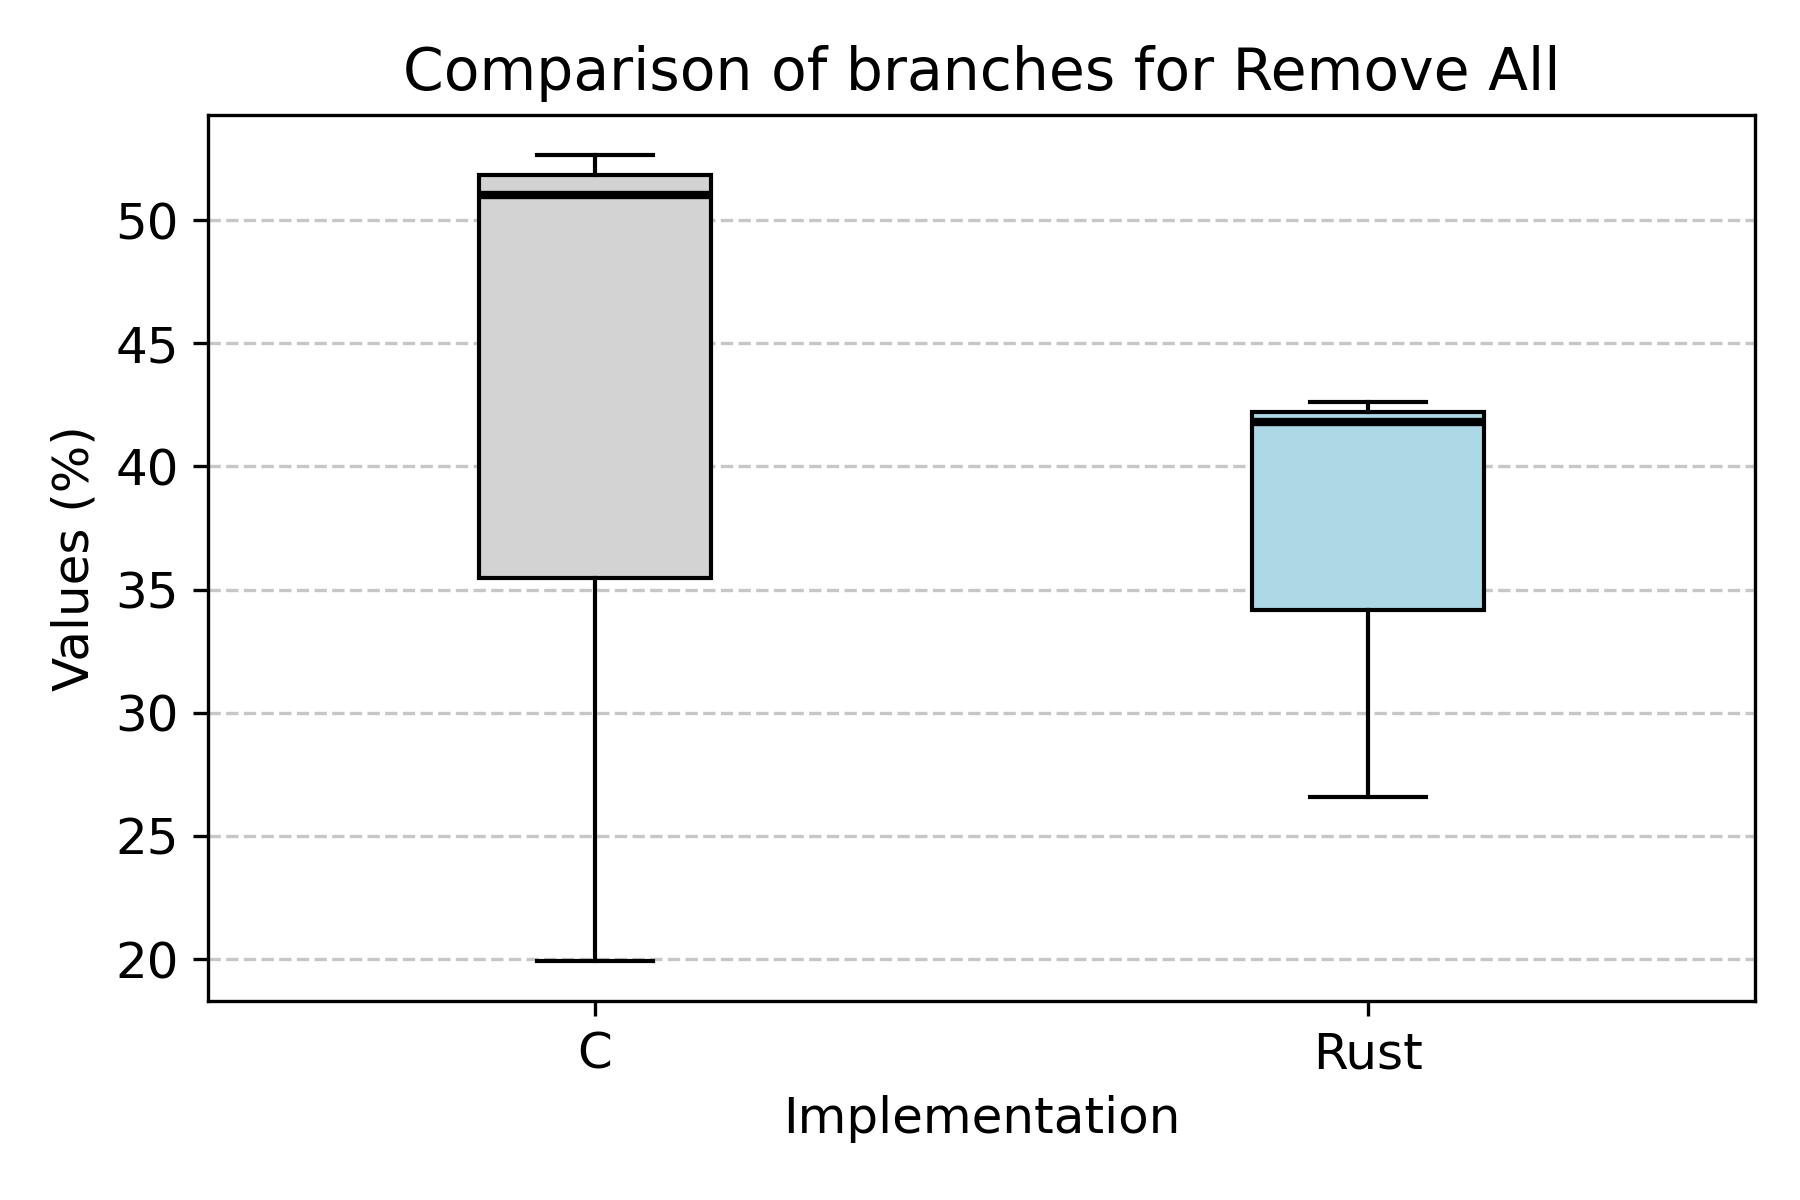 Comparison of branches for Remove All
Values (%)
50
45
40
35
30
25
20
C
Rust
Implementation